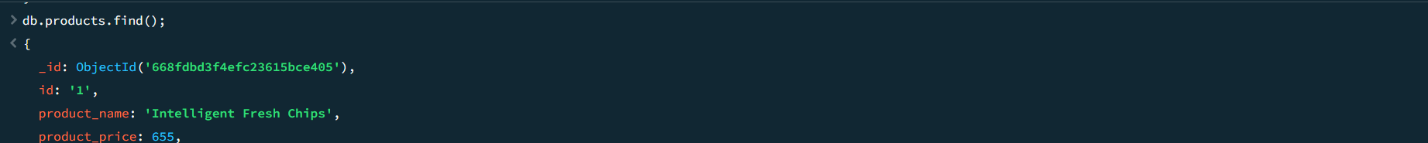 > db.products.find();
< {
_id: ObjectId('668fdbd3f4efc23615bce405'),
id: '1',
product_name: 'Intelligent Fresh Chips',
product_price: 655,